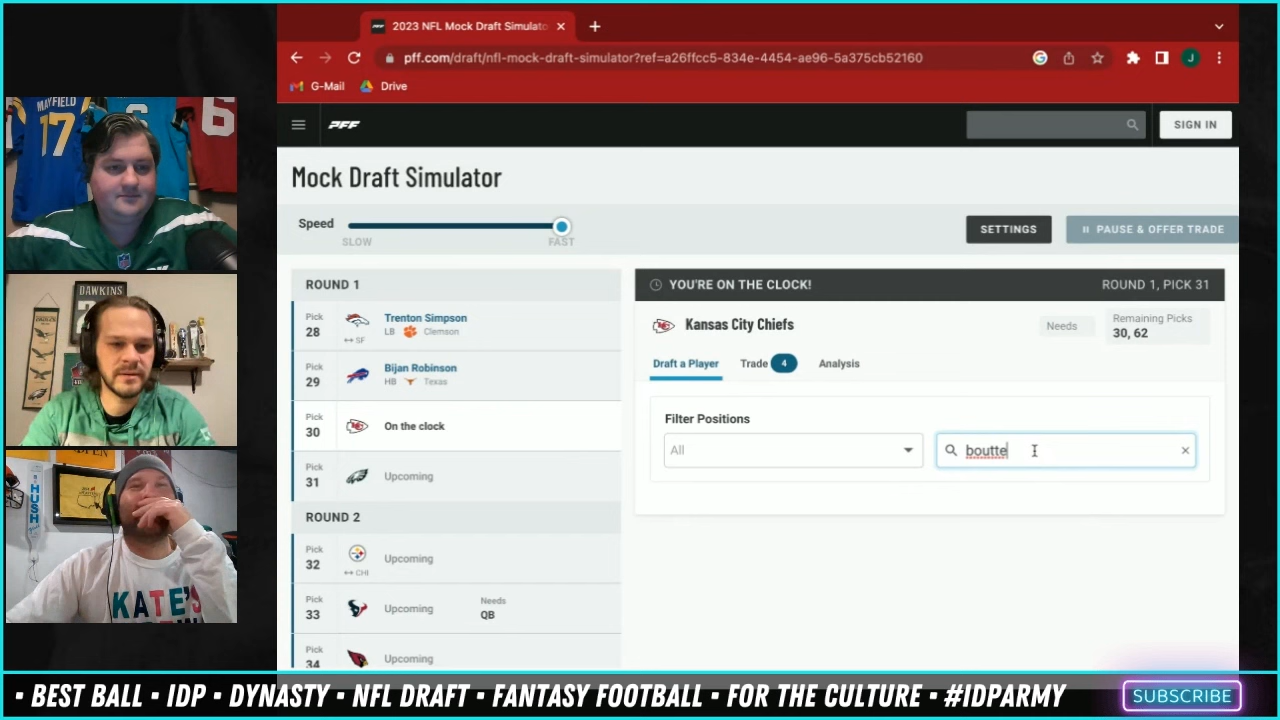 2023 NFL Mock Draft Simulato
pff.com/draft/nfl-mock-draft-simulator?ref=a26ffcc5-834e-4454-ae96-5a375cb52160
J
G-Mail
Drive
PFF
SIGN IN
Mock Draft Simulator
Speed
SLOW
FAST
SETTINGS
PAUSE & OFFER TRADE
ROUND 1
Pick
28
↔ SF
Trenton Simpson
LB Clemson
Pick
29
Bijan Robinson
HB Texas
Pick
30
On the clock
Pick
31
Upcoming
ROUND 2
Pick
32
↔ CHI
Upcoming
Pick
33
Upcoming
Needs
QB
Pick
34
Upcoming
YOU'RE ON THE CLOCK!
ROUND 1, PICK 31
Kansas City Chiefs
Needs
Remaining Picks
30, 62
Draft a Player
Trade 4
Analysis
Filter Positions
All
boutte
MAYFIELD
17
6
DAWKINS
HUSH
KATE'S
• BEST BALL • IDP • DYNASTY • NFL DRAFT • FANTASY FOOTBALL • FOR THE CULTURE • #IDPARMY
SUBSCRIBE